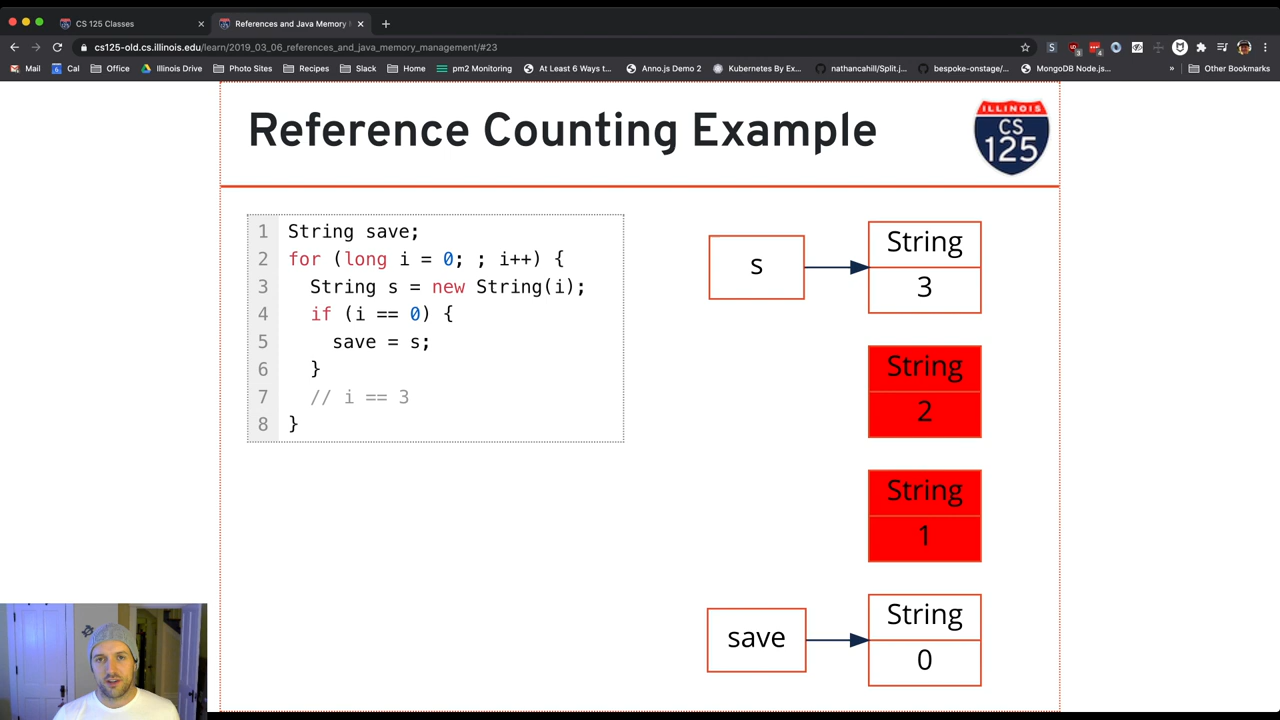 CS 125 Classes
References and Java Memory
cs125-old.cs.illinois.edu/learn/2019_03_06_references_and_java_memory_management/#23
Mail Cal Office Illinois Drive Photo Sites Recipes Slack Home pm2 Monitoring At Least 6 Ways t... Anno.js Demo 2 Kubernetes By Ex... nathancahill/Split.j... bespoke-onstage/... MongoDB Node.js... » Other Bookmarks
Reference Counting Example
ILLINOIS
CS
125
1 String save;
2 for (long i = 0; ; i++) {
3 String s = new String(i);
4 if (i == 0) {
5 save = s;
6 }
7 // i == 3
8 }
s
String
3
String
2
String
1
save
String
0